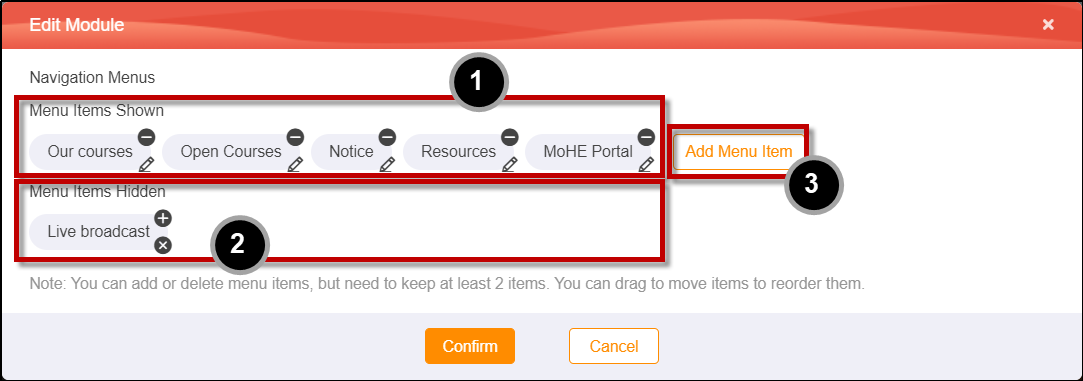 Edit Module
Navigation Menus
1
Menu Items Shown
Our courses Open Courses Notice Resources MoHE Portal Add Menu Item
3
Menu Items Hidden
Live broadcast
2
Note: You can add or delete menu items, but need to keep at least 2 items. You can drag to move items to reorder them.
Confirm Cancel